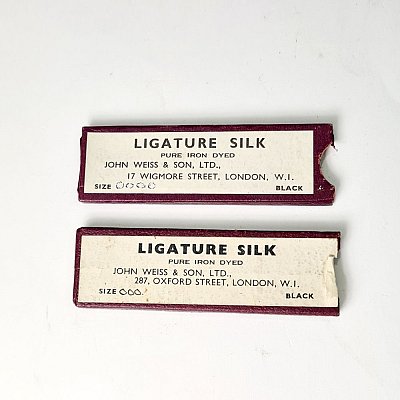 LIGATURE SILK
PURE IRON DYED
JOHN WEISS & SON, LTD.,
17 WIGMORE STREET, LONDON, W.I.
SIZE 0000 BLACK
LIGATURE SILK
PURE IRON DYED
JOHN WEISS & SON, LTD.,
287, OXFORD STREET, LONDON, W.I.
SIZE 000. BLACK